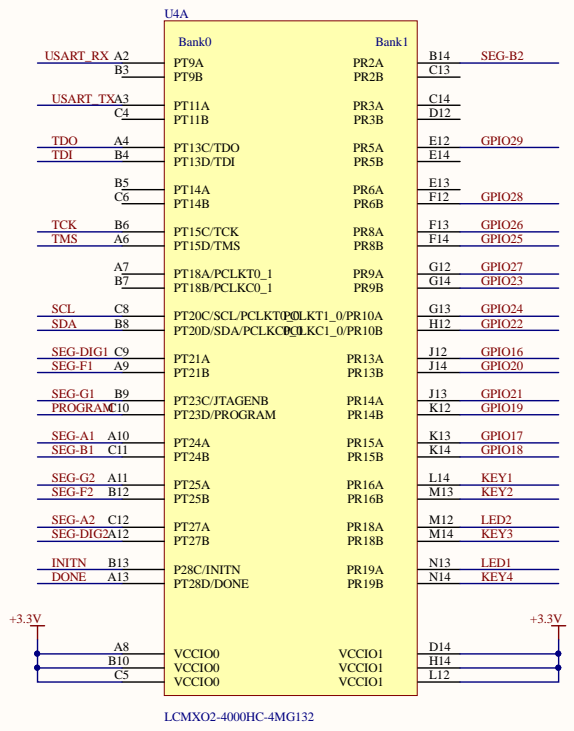 U4A
Bank0 Bank1
USART_RX A2 PT9A PR2A B14 SEG-B2
B3 PT9B PR2B C13
USART_TX A3 PT11A PR3A C14
C4 PT11B PR3B D12
TDO A4 PT13C/TDO PR5A E12 GPIO29
TDI B4 PT13D/TDI PR5B E14
B5 PT14A PR6A E13
C6 PT14B PR6B F12 GPIO28
TCK B6 PT15C/TCK PR8A F13 GPIO26
TMS A6 PT15D/TMS PR8B F14 GPIO25
A7 PT18A/PCLKT0_1 PR9A G12 GPIO27
B7 PT18B/PCLKC0_1 PR9B G14 GPIO23
SCL C8 PT20C/SCL/PCLKT0_0 PCLKT1_0/PR10A G13 GPIO24
SDA B8 PT20D/SDA/PCLKC0_0 PCLKC1_0/PR10B H12 GPIO22
SEG-DIG1 C9 PT21A PR13A J12 GPIO16
SEG-F1 A9 PT21B PR13B J14 GPIO20
SEG-G1 B9 PT23C/JTAGENB PR14A J13 GPIO21
PROGRAM C10 PT23D/PROGRAM PR14B K12 GPIO19
SEG-A1 A10 PT24A PR15A K13 GPIO17
SEG-B1 C11 PT24B PR15B K14 GPIO18
SEG-G2 A11 PT25A PR16A L14 KEY1
SEG-F2 B12 PT25B PR16B M13 KEY2
SEG-A2 C12 PT27A PR18A M12 LED2
SEG-DIG2 A12 PT27B PR18B M14 KEY3
INITN B13 P28C/INITN PR19A N13 LED1
DONE A13 PT28D/DONE PR19B N14 KEY4
+3.3V +3.3V
A8 VCCIO0 VCCIO1 D14
B10 VCCIO0 VCCIO1 H14
C5 VCCIO0 VCCIO1 L12
LCMXO2-4000HC-4MG132